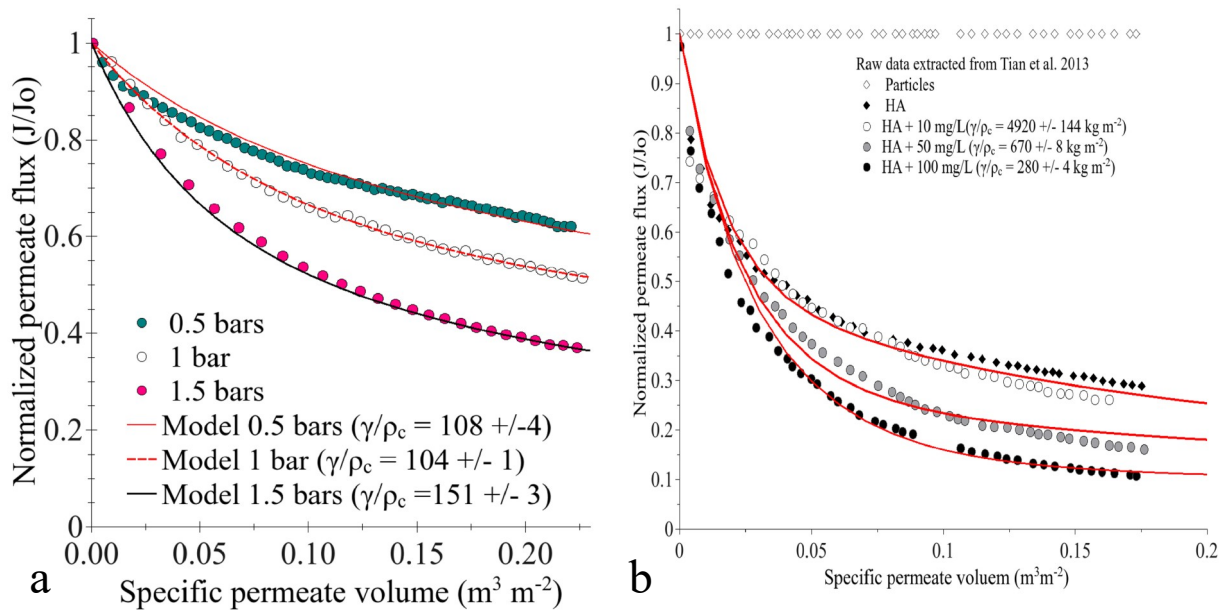 Normalized permeate flux (J/Jo)
1
0.8
0.6
0.4
0.2
0
0.5 bars
1 bar
1.5 bars
Model 0.5 bars (γ/ρc = 108 +/-4)
Model 1 bar (γ/ρc = 104 +/- 1)
Model 1.5 bars (γ/ρc =151 +/- 3)
0.00
0.05
0.10
0.15
0.20
Specific permeate volume (m³ m⁻²)
a
Normalized permeate flux (J/Jo)
1
0.9
0.8
0.7
0.6
0.5
0.4
0.3
0.2
0.1
0
Raw data extracted from Tian et al. 2013
Particles
HA
HA + 10 mg/L(γ/ρc = 4920 +/- 144 kg m⁻²)
HA + 50 mg/L (γ/ρc = 670 +/- 8 kg m⁻²)
HA + 100 mg/L (γ/ρc = 280 +/- 4 kg m⁻²)
0
0.05
0.1
0.15
0.2
Specific permeate voluem (m³m⁻²)
b